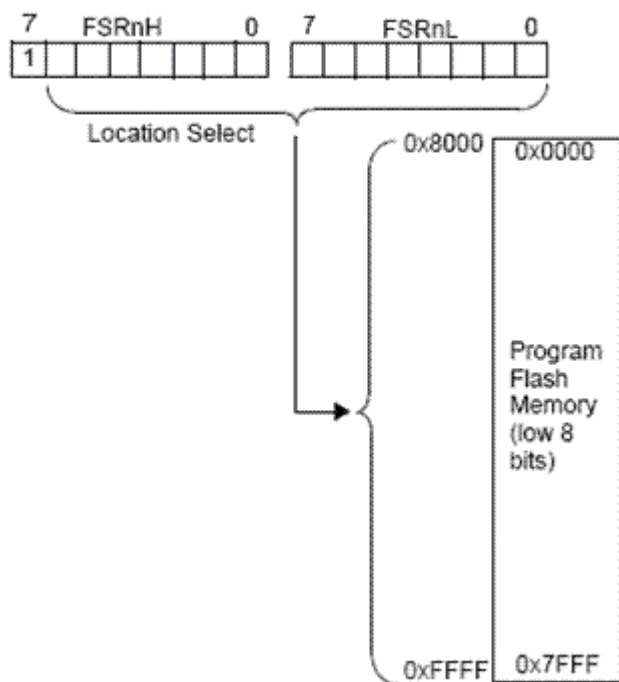 7 FSRnH 0 7 FSRnL 0
1
Location Select
0x8000 0x0000
Program
Flash
Memory
(low 8
bits)
0xFFFF 0x7FFF